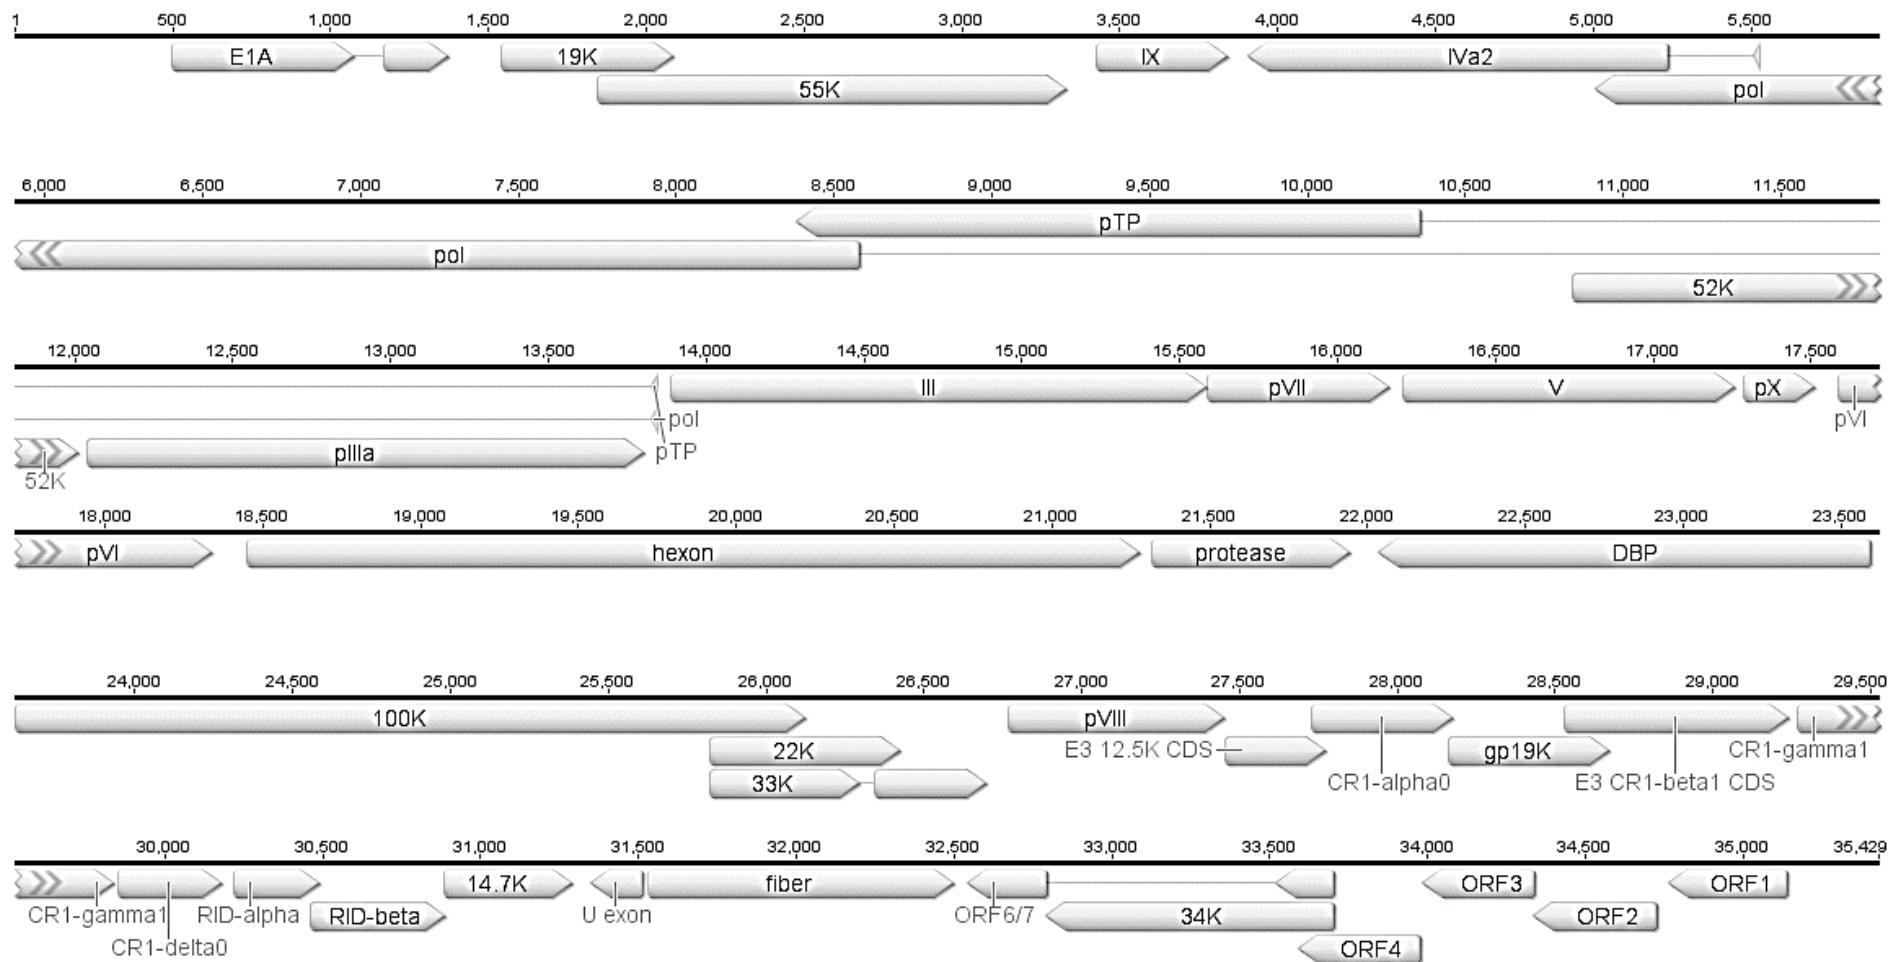 1 500 1,000 1,500 2,000 2,500 3,000 3,500 4,000 4,500 5,000 5,500
E1A 19K IX IVa2
55K pol
6,000 6,500 7,000 7,500 8,000 8,500 9,000 9,500 10,000 10,500 11,000 11,500
pTP
pol
52K
12,000 12,500 13,000 13,500 14,000 14,500 15,000 15,500 16,000 16,500 17,000 17,500
III pVII V pX
pol pVI
pIIIa pTP
52K
18,000 18,500 19,000 19,500 20,000 20,500 21,000 21,500 22,000 22,500 23,000 23,500
pVI hexon protease DBP
24,000 24,500 25,000 25,500 26,000 26,500 27,000 27,500 28,000 28,500 29,000 29,500
100K pVIII
22K E3 12.5K CDS gp19K CR1-gamma1
33K CR1-alpha0 E3 CR1-beta1 CDS
30,000 30,500 31,000 31,500 32,000 32,500 33,000 33,500 34,000 34,500 35,000 35,429
14.7K fiber ORF3 ORF1
CR1-gamma1 RID-alpha RID-beta U exon ORF6/7 34K ORF2
CR1-delta0 ORF4